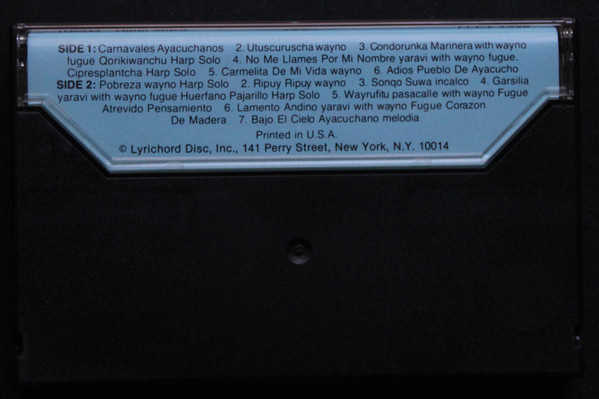 SIDE 1: Carnavales Ayacuchanos 2. Utuscuruscha wayno 3. Condorunka Marinera with wayno
fugue Qorikiwanchu Harp Solo 4. No Me Llames Por Mi Nombre yaravi with wayno fugue.
Cipresplantcha Harp Solo 5. Carmelita De Mi Vida wayno 6. Adios Pueblo De Ayacucho
SIDE 2: Pobreza wayno Harp Solo 2. Ripuy Ripuy wayno 3. Sonqo Suwa incalco 4. Garsilia
yaravi with wayno fugue Huerfano Pajarillo Harp Solo 5. Wayrufitu pasacalle with wayno Fugue
Atrevido Pensamiento 6. Lamento Andino yaravi with wayno Fugue Corazon
De Madera 7. Bajo El Cielo Ayacuchano melodia
Printed in U.S.A.
© Lyrichord Disc, Inc., 141 Perry Street, New York, N.Y. 10014